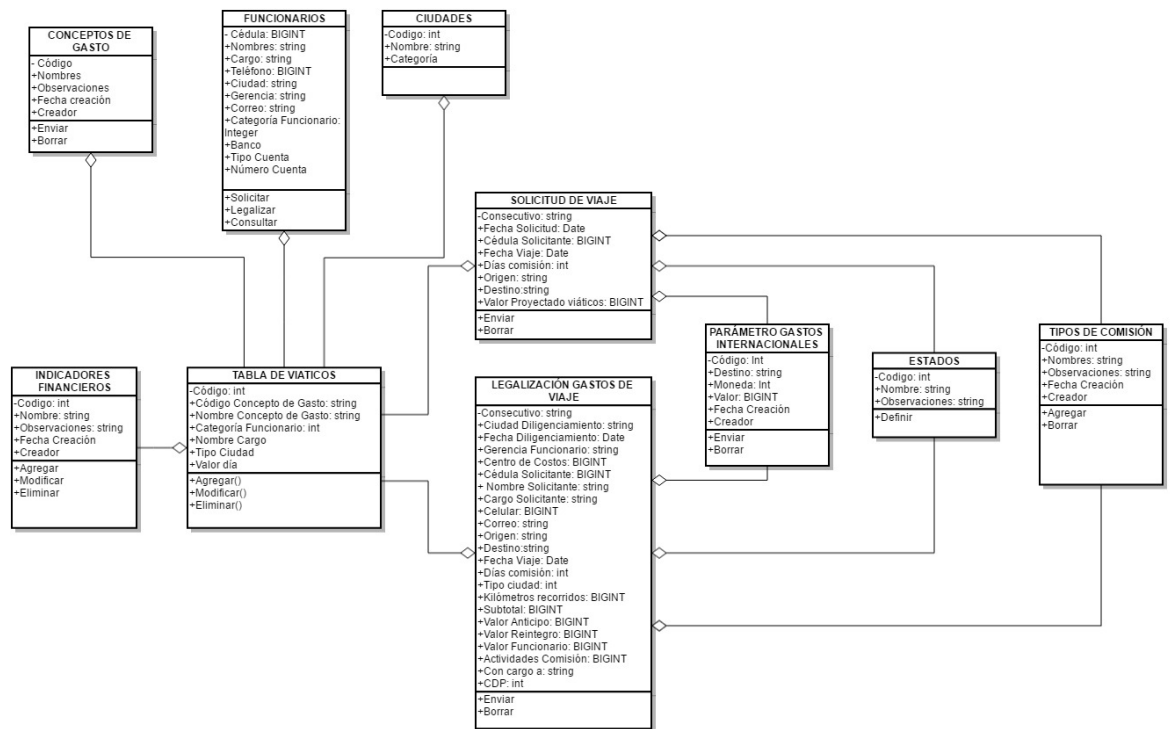 CONCEPTOS DE
GASTO
- Código
+Nombres
+Observaciones
+Fecha creación
+Creador
+Enviar
+Borrar
FUNCIONARIOS
- Cédula: BIGINT
+Nombres: string
+Cargo: string
+Teléfono: BIGINT
+Ciudad: string
+Gerencia: string
+Correo: string
+Categoría Funcionario:
Integer
+Banco
+Tipo Cuenta
+Número Cuenta
+Solicitar
+Legalizar
+Consultar
CIUDADES
-Codigo: int
+Nombre: string
+Categoría
SOLICITUD DE VIAJE
-Consecutivo: string
+Fecha Solicitud: Date
+Cédula Solicitante: BIGINT
+Fecha Viaje: Date
+Días comisión: int
+Origen: string
+Destino:string
+Valor Proyectado viáticos: BIGINT
+Enviar
+Borrar
INDICADORES
FINANCIEROS
-Codigo: int
+Nombre: string
+Observaciones: string
+Fecha Creación
+Creador
+Agregar
+Modificar
+Eliminar
TABLA DE VIATICOS
-Código: int
+Código Concepto de Gasto: string
+Nombre Concepto de Gasto: string
+Categoría Funcionario: int
+Nombre Cargo
+Tipo Ciudad
+Valor día
+Agregar()
+Modificar()
+Eliminar()
LEGALIZACIÓN GASTOS DE
VIAJE
-Consecutivo: string
+Ciudad Diligenciamiento: string
+Fecha Diligenciamiento: Date
+Gerencia Funcionario: string
+Centro de Costos: BIGINT
+Cédula Solicitante: BIGINT
+ Nombre Solicitante: string
+Cargo Solicitante: string
+Celular: BIGINT
+Correo: string
+Origen: string
+Destino:string
+Fecha Viaje: Date
+Días comisión: int
+Tipo ciudad: int
+Kilómetros recorridos: BIGINT
+Subtotal: BIGINT
+Valor Anticipo: BIGINT
+Valor Reintegro: BIGINT
+Valor Funcionario: BIGINT
+Actividades Comisión: BIGINT
+Con cargo a: string
+CDP: int
+Enviar
+Borrar
PARÁMETRO GASTOS
INTERNACIONALES
-Código: Int
+Destino: string
+Moneda: Int
+Valor: BIGINT
+Fecha Creación
+Creador
+Enviar
+Borrar
ESTADOS
-Codigo: int
+Nombre: string
+Observaciones: string
+Definir
TIPOS DE COMISIÓN
-Código: int
+Nombres: string
+Observaciones: string
+Fecha Creación
+Creador
+Agregar
+Borrar